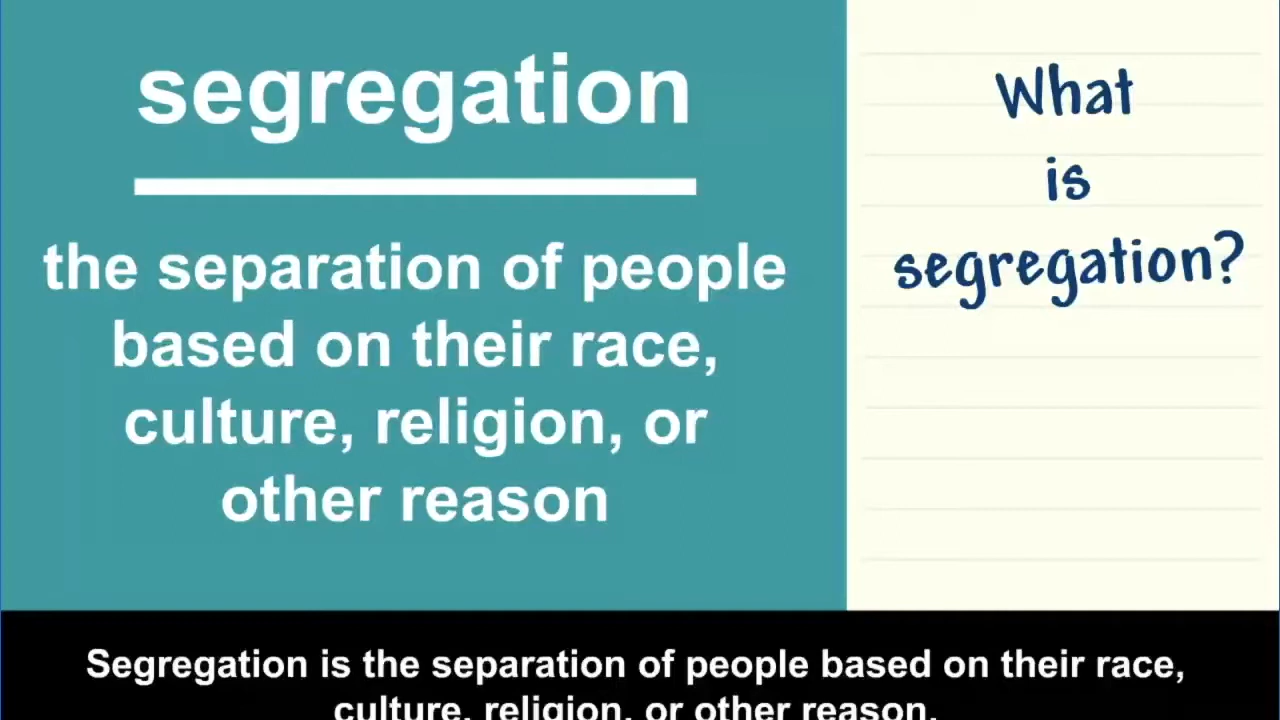 segregation
the separation of people
based on their race,
culture, religion, or
other reason
What
is
segregation?
Segregation is the separation of people based on their race,
culture, religion, or other reason.